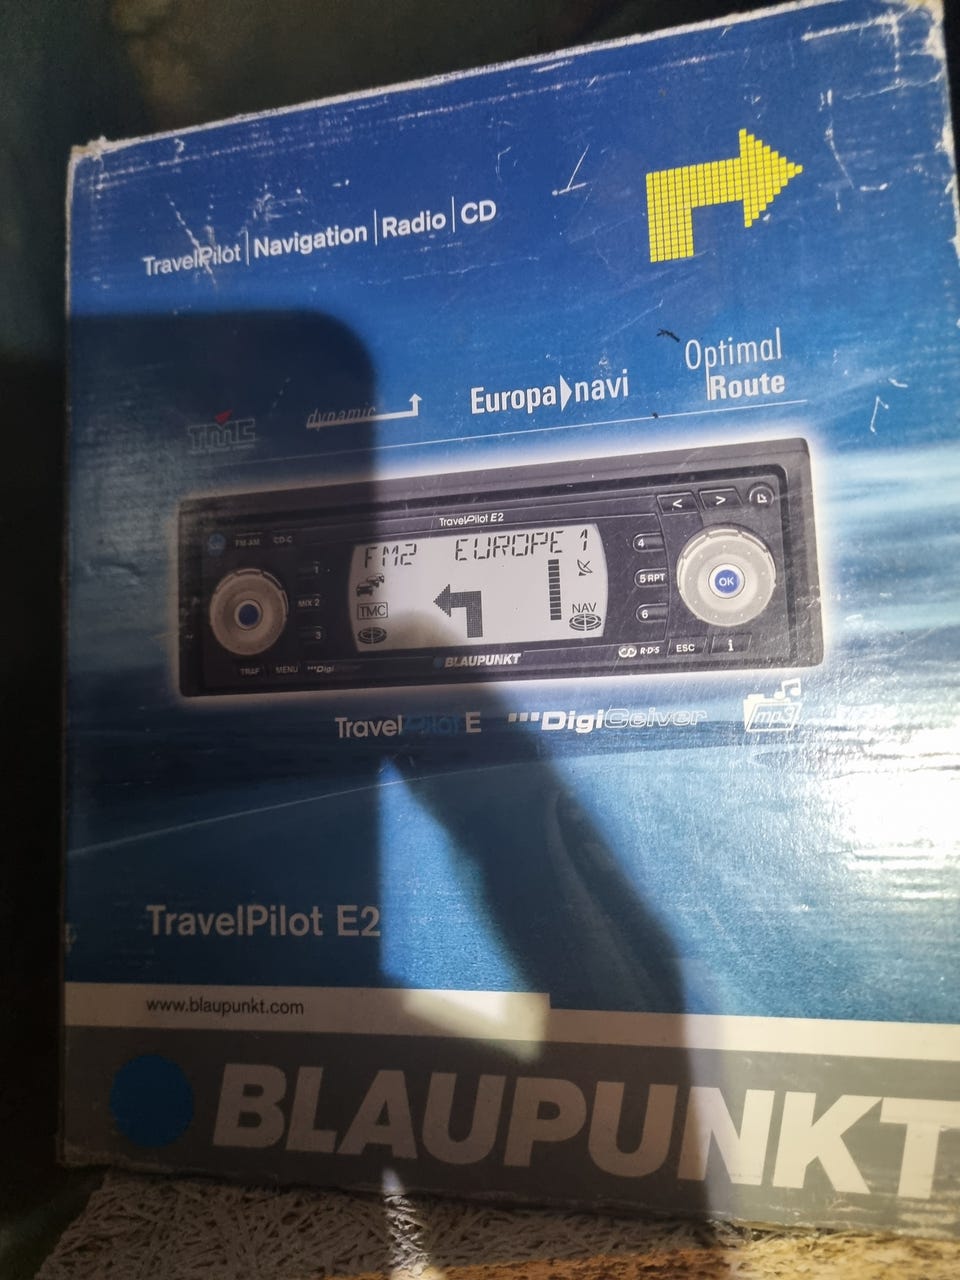 TravelPilot | Navigation | Radio | CD
Optimal
Route
TMC
dynamic
Europa navi
TravelPilot E2
< >
FM·AM CD-C
FM2 EUROPE 1
4
MIX 2
TMC
5 RPT
OK
3
NAV
6
TRAF MENU
Digi
BLAUPUNKT
R·D·S ESC i
TravelPilot E
DigiCeiver
mp3
TravelPilot E2
www.blaupunkt.com
BLAUPUNKT